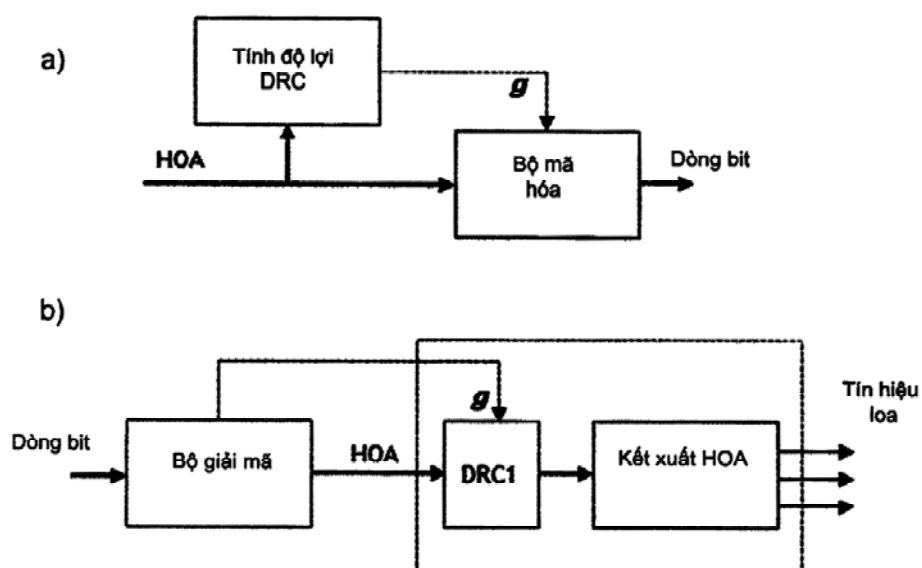 a)
Tính độ lợi
DRC
g
HOA
Bộ mã
hóa
Dòng bit
b)
g
Tín hiệu
loa
Dòng bit
Bộ giải mã
HOA
DRC1
Kết xuất HOA